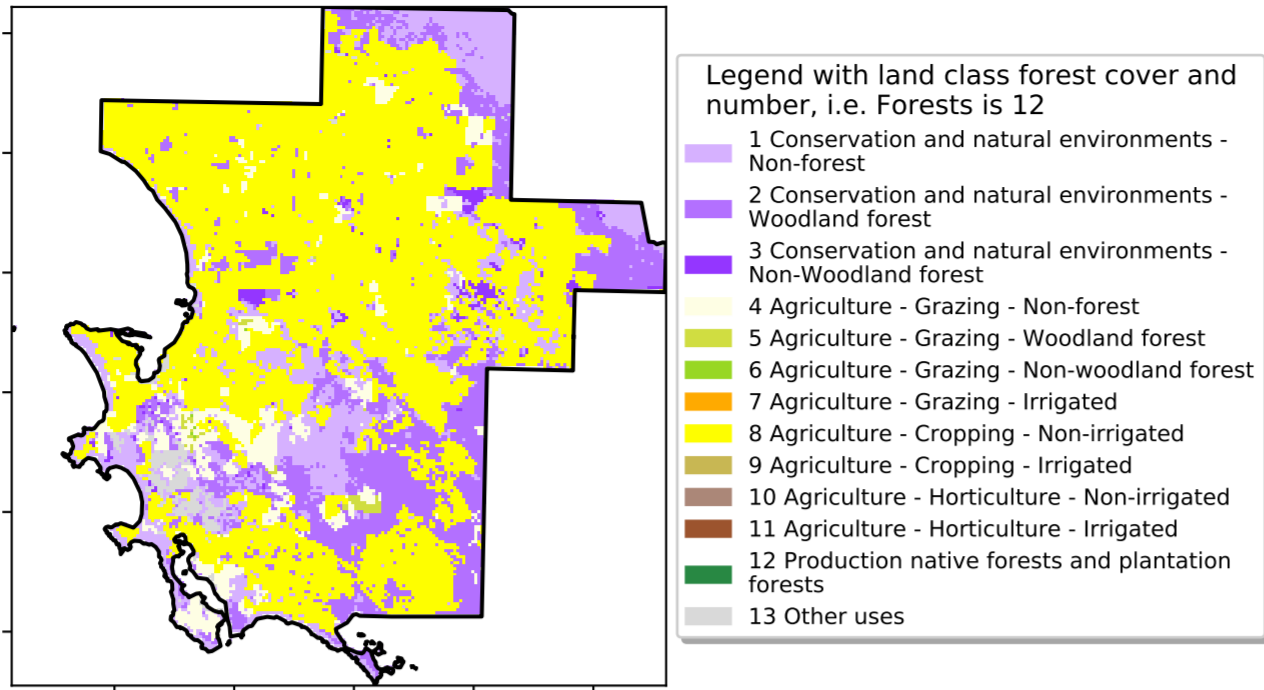 Legend with land class forest cover and
number, i.e. Forests is 12
1 Conservation and natural environments -
Non-forest
2 Conservation and natural environments -
Woodland forest
3 Conservation and natural environments -
Non-Woodland forest
4 Agriculture - Grazing - Non-forest
5 Agriculture - Grazing - Woodland forest
6 Agriculture - Grazing - Non-woodland forest
7 Agriculture - Grazing - Irrigated
8 Agriculture - Cropping - Non-irrigated
9 Agriculture - Cropping - Irrigated
10 Agriculture - Horticulture - Non-irrigated
11 Agriculture - Horticulture - Irrigated
12 Production native forests and plantation
forests
13 Other uses